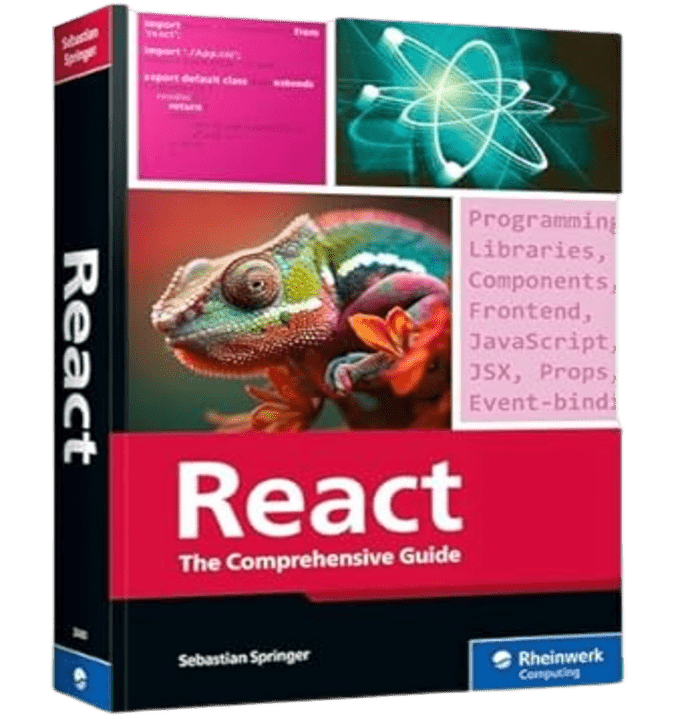 Sebastian
Springer
React
import from
'react';
import './App.css';
export default class extends
return
Programming
Libraries,
Components,
Frontend,
JavaScript,
JSX, Props,
Event-bindi
React
The Comprehensive Guide
Sebastian Springer
Rheinwerk
Computing